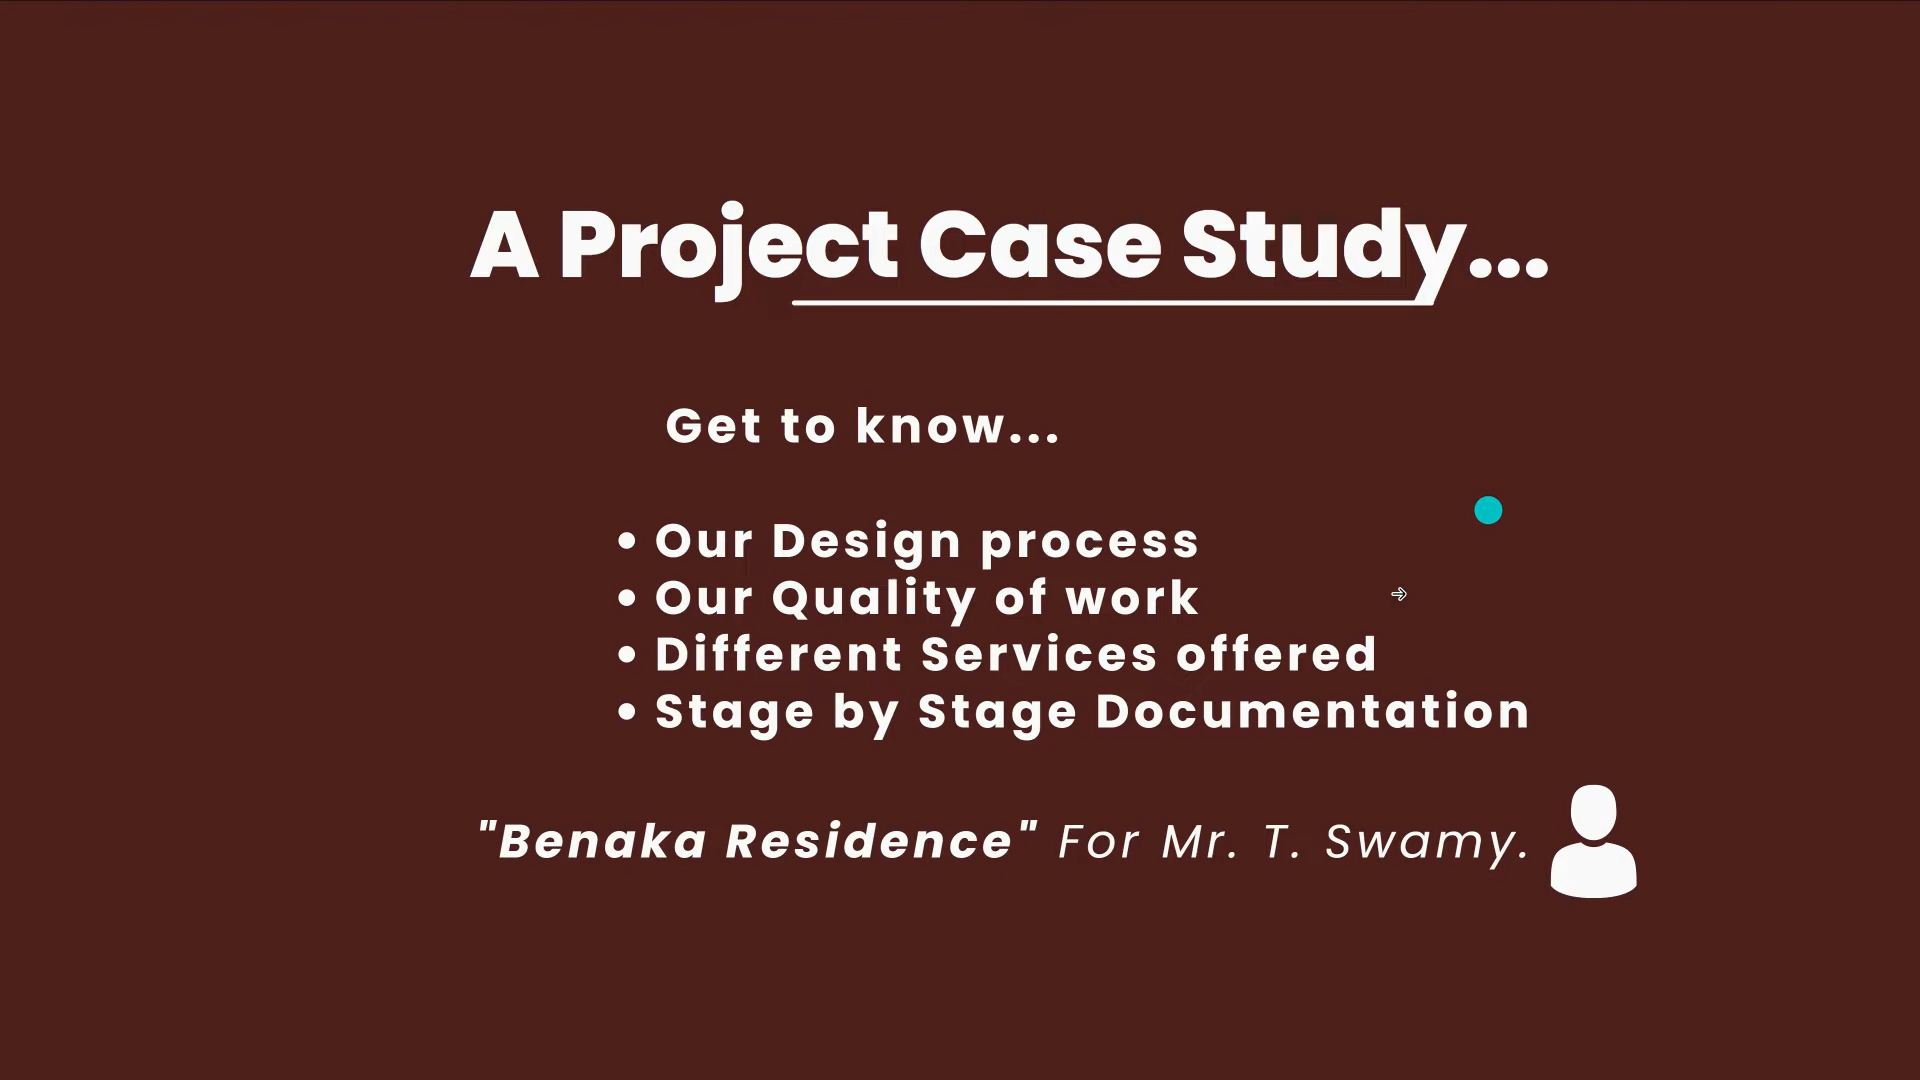 A Project Case Study...
Get to know...
• Our Design process
• Our Quality of work
• Different Services offered
• Stage by Stage Documentation
"Benaka Residence" For Mr. T. Swamy.